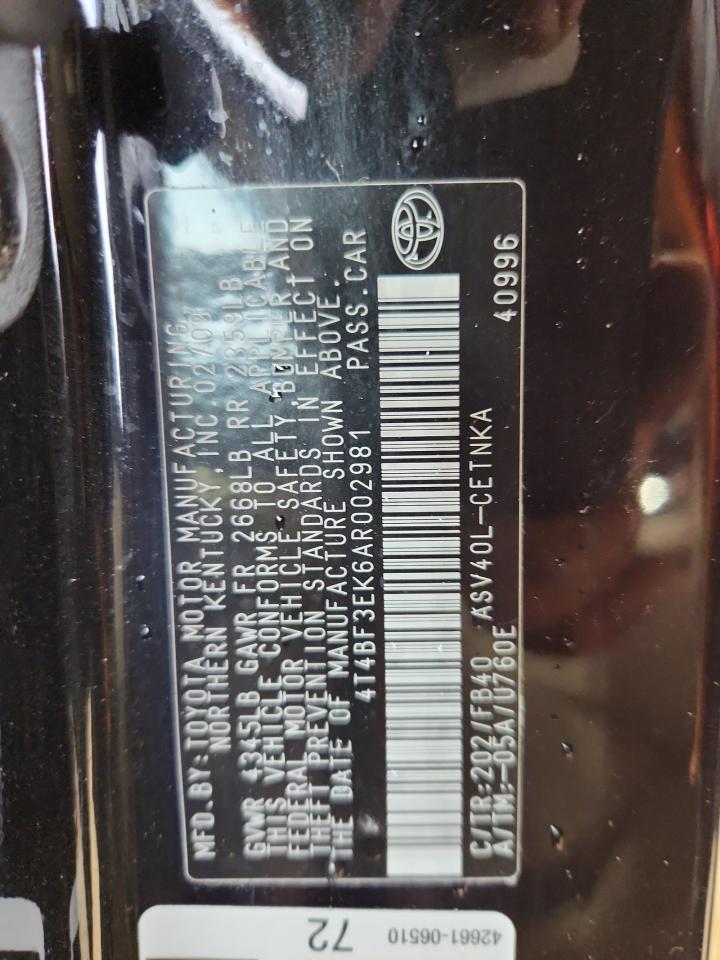 MFD.BY:TOYOTA MOTOR MANUFACTURING,
NORTHERN KENTUCKY,INC 02/09
GVWR 4345LB GAWR FR 2668LB RR 2359LB
THIS VEHICLE CONFORMS TO ALL APPLICABLE
FEDERAL MOTOR VEHICLE SAFETY,BUMPER,AND
THEFT PREVENTION STANDARDS IN EFFECT ON
THE DATE OF MANUFACTURE SHOWN ABOVE.
4T4BF3EK6AR002981 PASS.CAR
C/TR:202/FB40 ASV40L-CETNKA
A/TM:-05A/U760E 40996
72
42661-06510